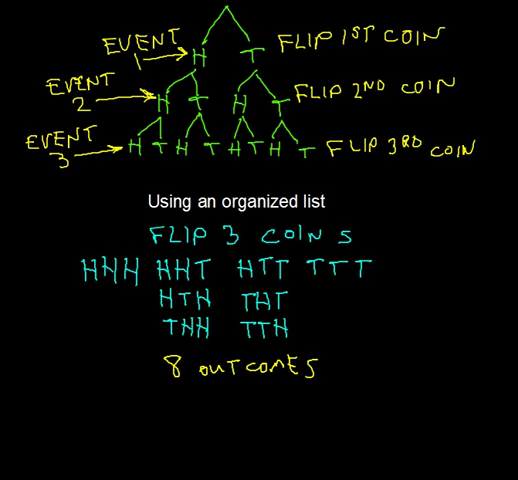 EVENT 1 H T FLIP 1ST COIN
EVENT 2 H T H T FLIP 2ND COIN
EVENT 3 H T H T H T H T FLIP 3RD COIN
Using an organized list
FLIP 3 COINS
HHH HHT HTT TTT
HTH THT
THH TTH
8 OUTCOMES